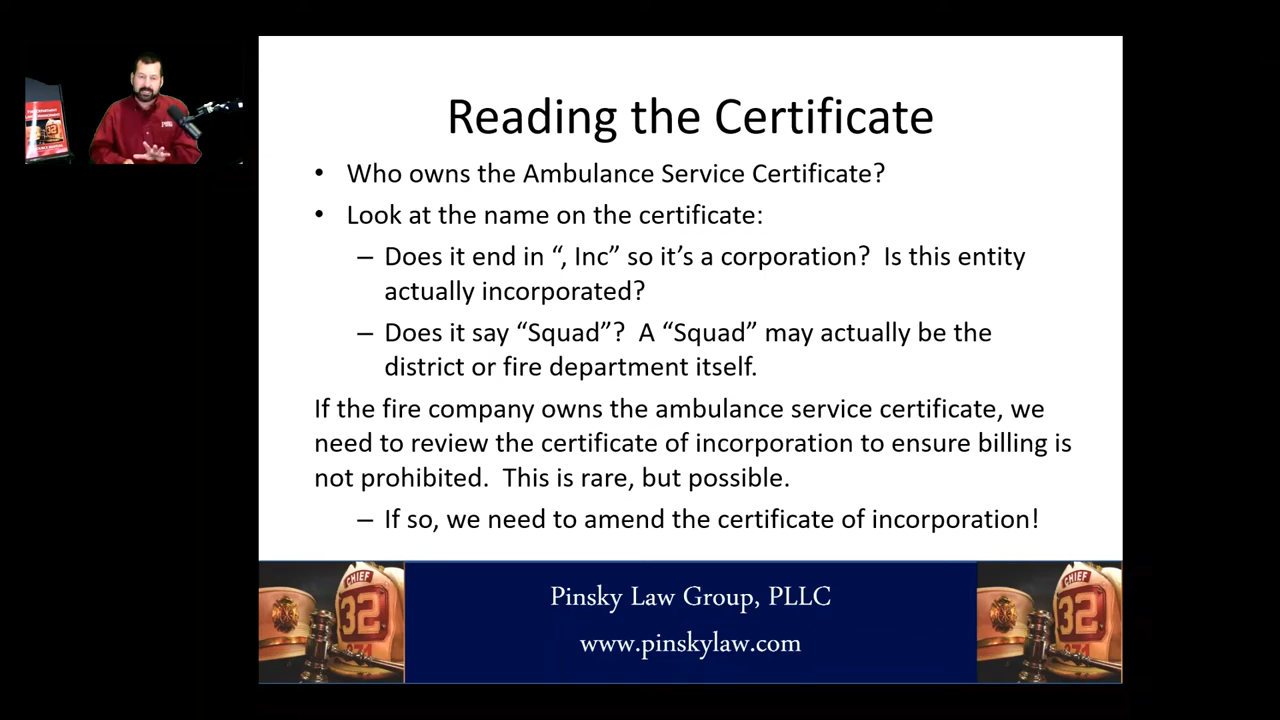 Reading the Certificate
• Who owns the Ambulance Service Certificate?
• Look at the name on the certificate:
– Does it end in “, Inc” so it’s a corporation?  Is this entity
actually incorporated?
– Does it say “Squad”?  A “Squad” may actually be the
district or fire department itself.
If the fire company owns the ambulance service certificate, we
need to review the certificate of incorporation to ensure billing is
not prohibited.  This is rare, but possible.
– If so, we need to amend the certificate of incorporation!
CHIEF
32
Pinsky Law Group, PLLC
www.pinskylaw.com
CHIEF
32